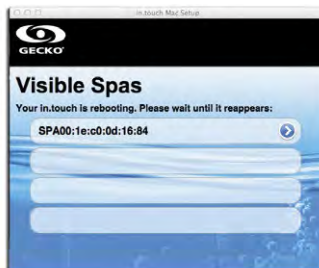 in.touch Mac Setup
GECKO
Visible Spas
Your in.touch is rebooting. Please wait until it reappears:
SPA00:1e:c0:0d:16:84